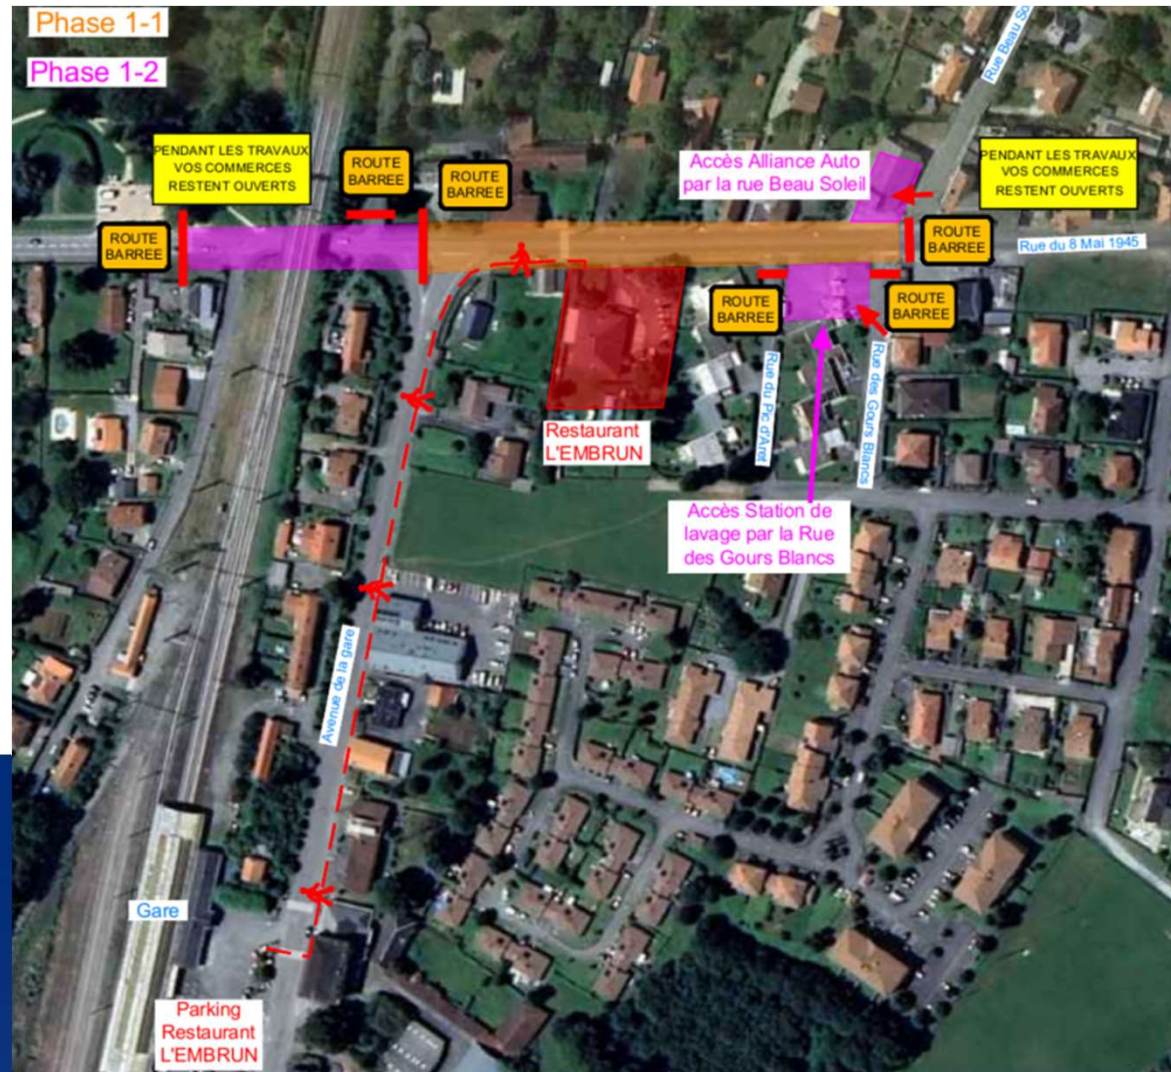 Phase 1-1
Phase 1-2
PENDANT LES TRAVAUX
VOS COMMERCES
RESTENT OUVERTS
ROUTE
BARREE
ROUTE
BARREE
Accès Alliance Auto
par la rue Beau Soleil
Rue Beau So
PENDANT LES TRAVAUX
VOS COMMERCES
RESTENT OUVERTS
ROUTE
BARREE
ROUTE
BARREE
Rue du 8 Mai 1945
ROUTE
BARREE
ROUTE
BARREE
Rue du Pic d'Aret
Rue des Gours Blancs
Restaurant
L'EMBRUN
Accès Station de
lavage par la Rue
des Gours Blancs
Avenue de la gare
Gare
Parking
Restaurant
L'EMBRUN